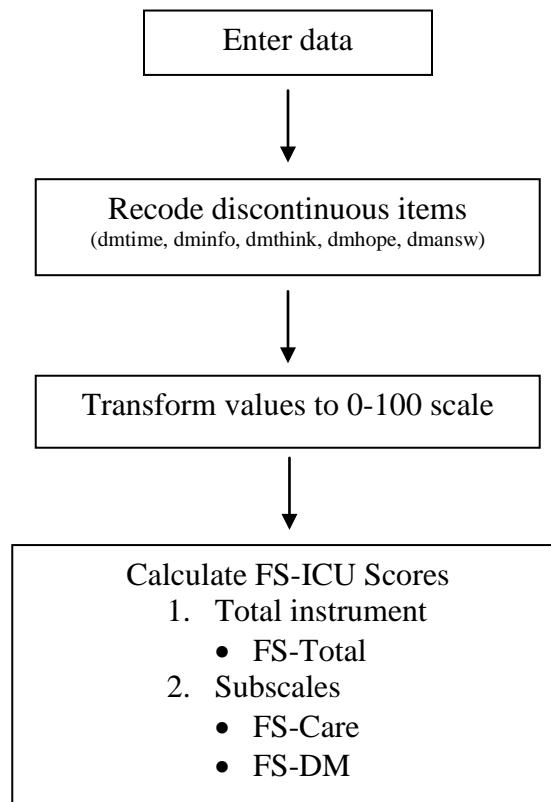 Enter data
Recode discontinuous items
(dmtime, dminfo, dmthink, dmhope, dmansw)
Transform values to 0-100 scale
Calculate FS-ICU Scores
1. Total instrument
• FS-Total
2. Subscales
• FS-Care
• FS-DM